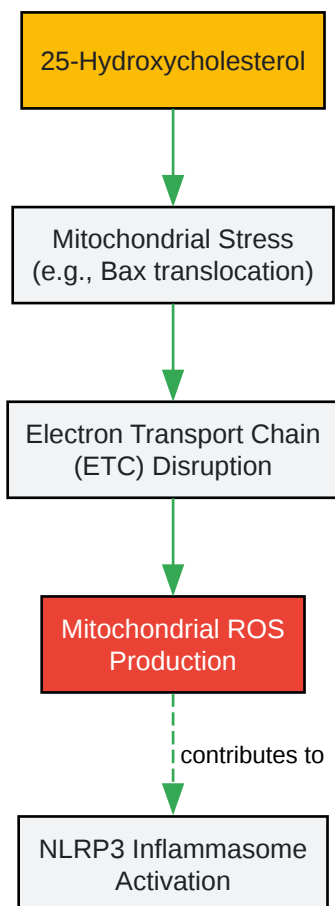 25-Hydroxycholesterol
Mitochondrial Stress
(e.g., Bax translocation)
Electron Transport Chain
(ETC) Disruption
Mitochondrial ROS
Production
contributes to
NLRP3 Inflammasome
Activation